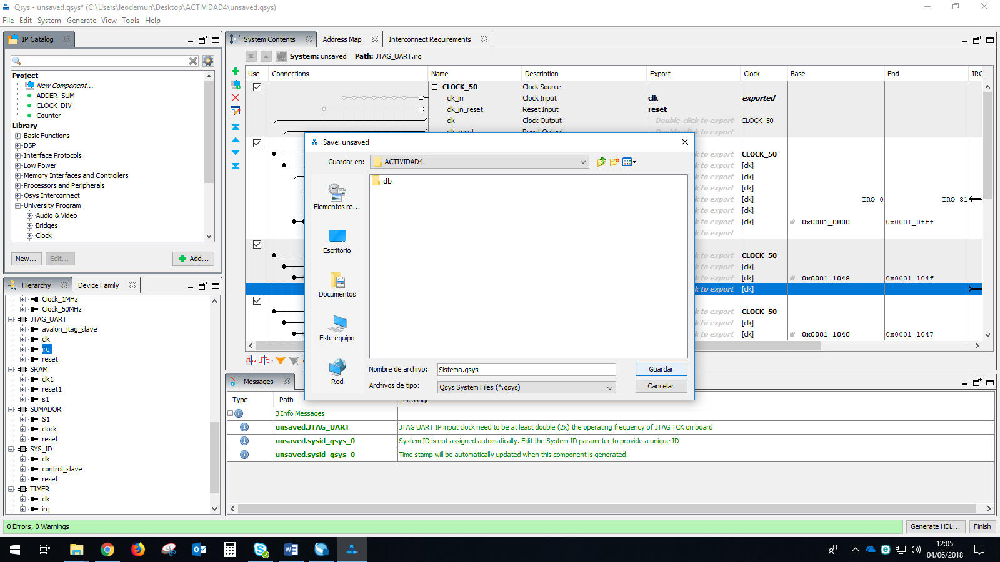 Qsys - unsaved.qsys* (C:\Users\leodemun\Desktop\ACTIVIDAD4\unsaved.qsys)
File Edit System Generate View Tools Help
IP Catalog
Project
New Component...
ADDER_SUM
CLOCK_DIV
Counter
Library
Basic Functions
DSP
Interface Protocols
Low Power
Memory Interfaces and Controllers
Processors and Peripherals
Qsys Interconnect
University Program
Audio & Video
Bridges
Clock
New... Edit... Add...
Hierarchy Device Family
Clock_1MHz
Clock_50MHz
JTAG_UART
avalon_jtag_slave
clk
irq
reset
SRAM
clk1
reset1
s1
SUMADOR
S1
clock
reset
SYS_ID
clk
control_slave
reset
TIMER
clk
irq
System Contents Address Map Interconnect Requirements
System: unsaved Path: JTAG_UART.irq
Use Connections Name Description Export Clock Base End IRQ
CLOCK_50 Clock Source
clk_in Clock Input clk exported
clk_in_reset Reset Input reset
clk Clock Output Double-click to export CLOCK_50
clk_reset Reset Output Double-click to export
k to export CLOCK_50
k to export [clk]
k to export [clk]
k to export [clk]
k to export [clk] IRQ 0 IRQ 31
k to export [clk]
k to export [clk] 0x0001_0800 0x0001_0fff
k to export
k to export CLOCK_50
k to export [clk]
k to export [clk] 0x0001_1048 0x0001_104f
k to export [clk]
k to export CLOCK_50
k to export [clk]
k to export [clk] 0x0001_1040 0x0001_1047
Save: unsaved
Guardar en: ACTIVIDAD4
db
Elementos re...
Escritorio
Documentos
Este equipo
Red
Nombre de archivo: Sistema.qsys Guardar
Archivos de tipo: Qsys System Files (*.qsys) Cancelar
Messages
Type Path Message
3 Info Messages
unsaved.JTAG_UART JTAG UART IP input clock need to be at least double (2x) the operating frequency of JTAG TCK on board
unsaved.sysid_qsys_0 System ID is not assigned automatically. Edit the System ID parameter to provide a unique ID
unsaved.sysid_qsys_0 Time stamp will be automatically updated when this component is generated.
0 Errors, 0 Warnings Generate HDL... Finish
12:05
04/06/2018